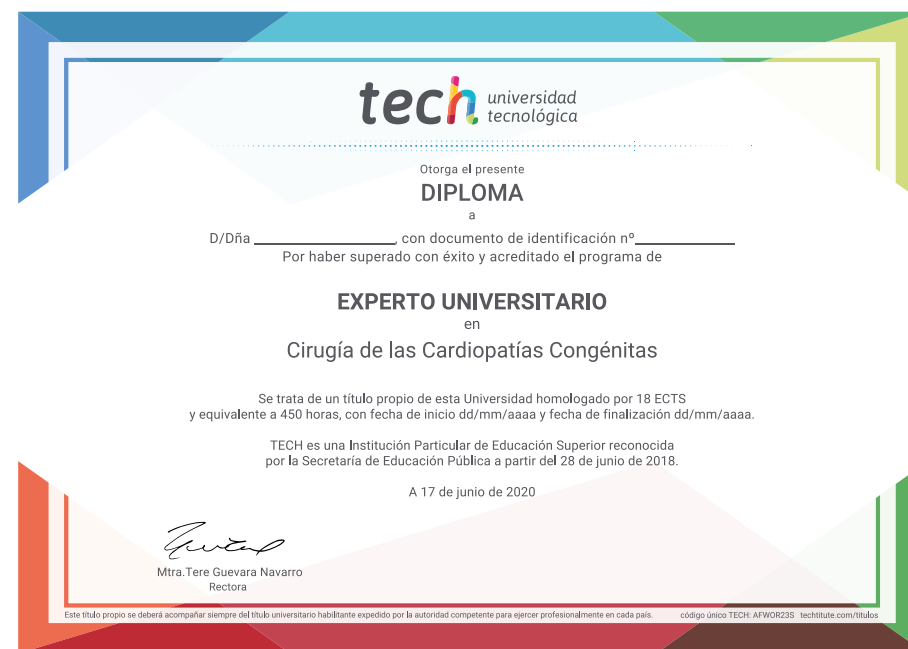 tech universidad
tecnológica
Otorga el presente
DIPLOMA
a
D/Dña ____________________, con documento de identificación nº______________
Por haber superado con éxito y acreditado el programa de
EXPERTO UNIVERSITARIO
en
Cirugía de las Cardiopatías Congénitas
Se trata de un título propio de esta Universidad homologado por 18 ECTS
y equivalente a 450 horas, con fecha de inicio dd/mm/aaaa y fecha de finalización dd/mm/aaaa.
TECH es una Institución Particular de Educación Superior reconocida
por la Secretaría de Educación Pública a partir del 28 de junio de 2018.
A 17 de junio de 2020
Mtra.Tere Guevara Navarro
Rectora
Este título propio se deberá acompañar siempre del título universitario habilitante expedido por la autoridad competente para ejercer profesionalmente en cada país. código único TECH: AFWOR23S techtitute.com/titulos